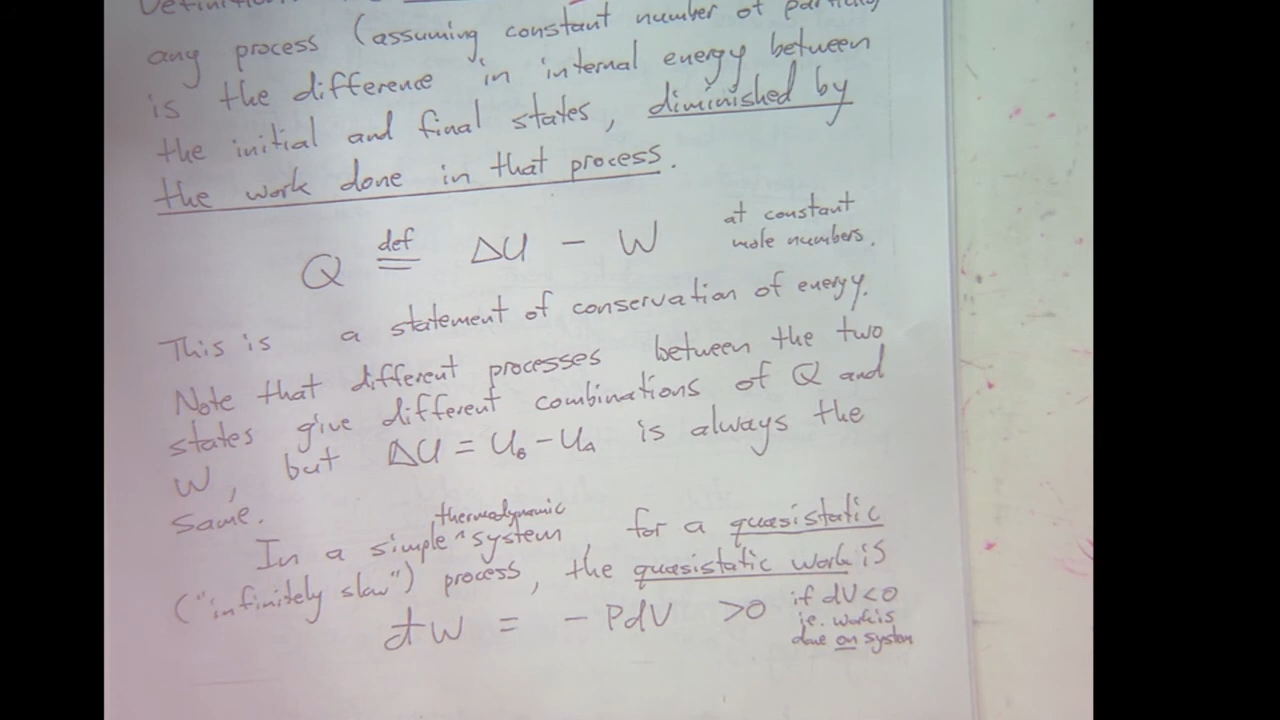 Definition:
any process (assuming constant number of particles
is the difference in internal energy between
the initial and final states, diminished by
the work done in that process.
Q def= ΔU - W at constant mole numbers.
This is a statement of conservation of energy.
Note that different processes between the two
states give different combinations of Q and
W, but ΔU = U_B - U_A is always the
same.
In a simple ^ thermodynamic system, for a quasistatic
("infinitely slow") process, the quasistatic work is
đW = - PdV >0 if dV<0
ie. work is
done on system